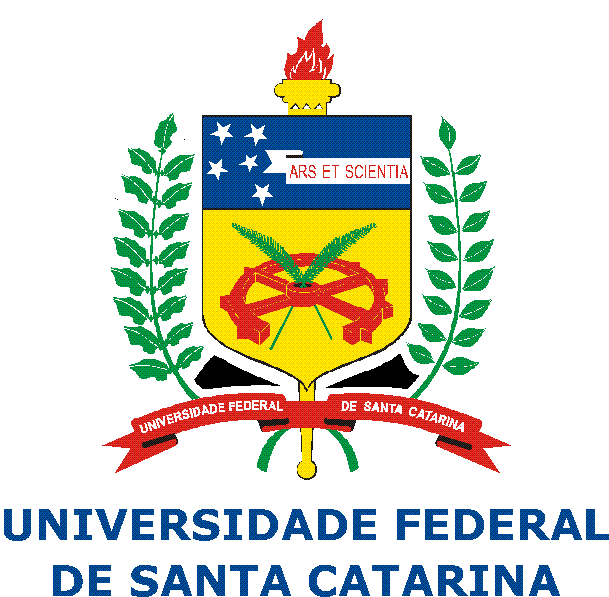 ARS ET SCIENTIA
UNIVERSIDADE FEDERAL DE SANTA CATARINA
UNIVERSIDADE FEDERAL
DE SANTA CATARINA